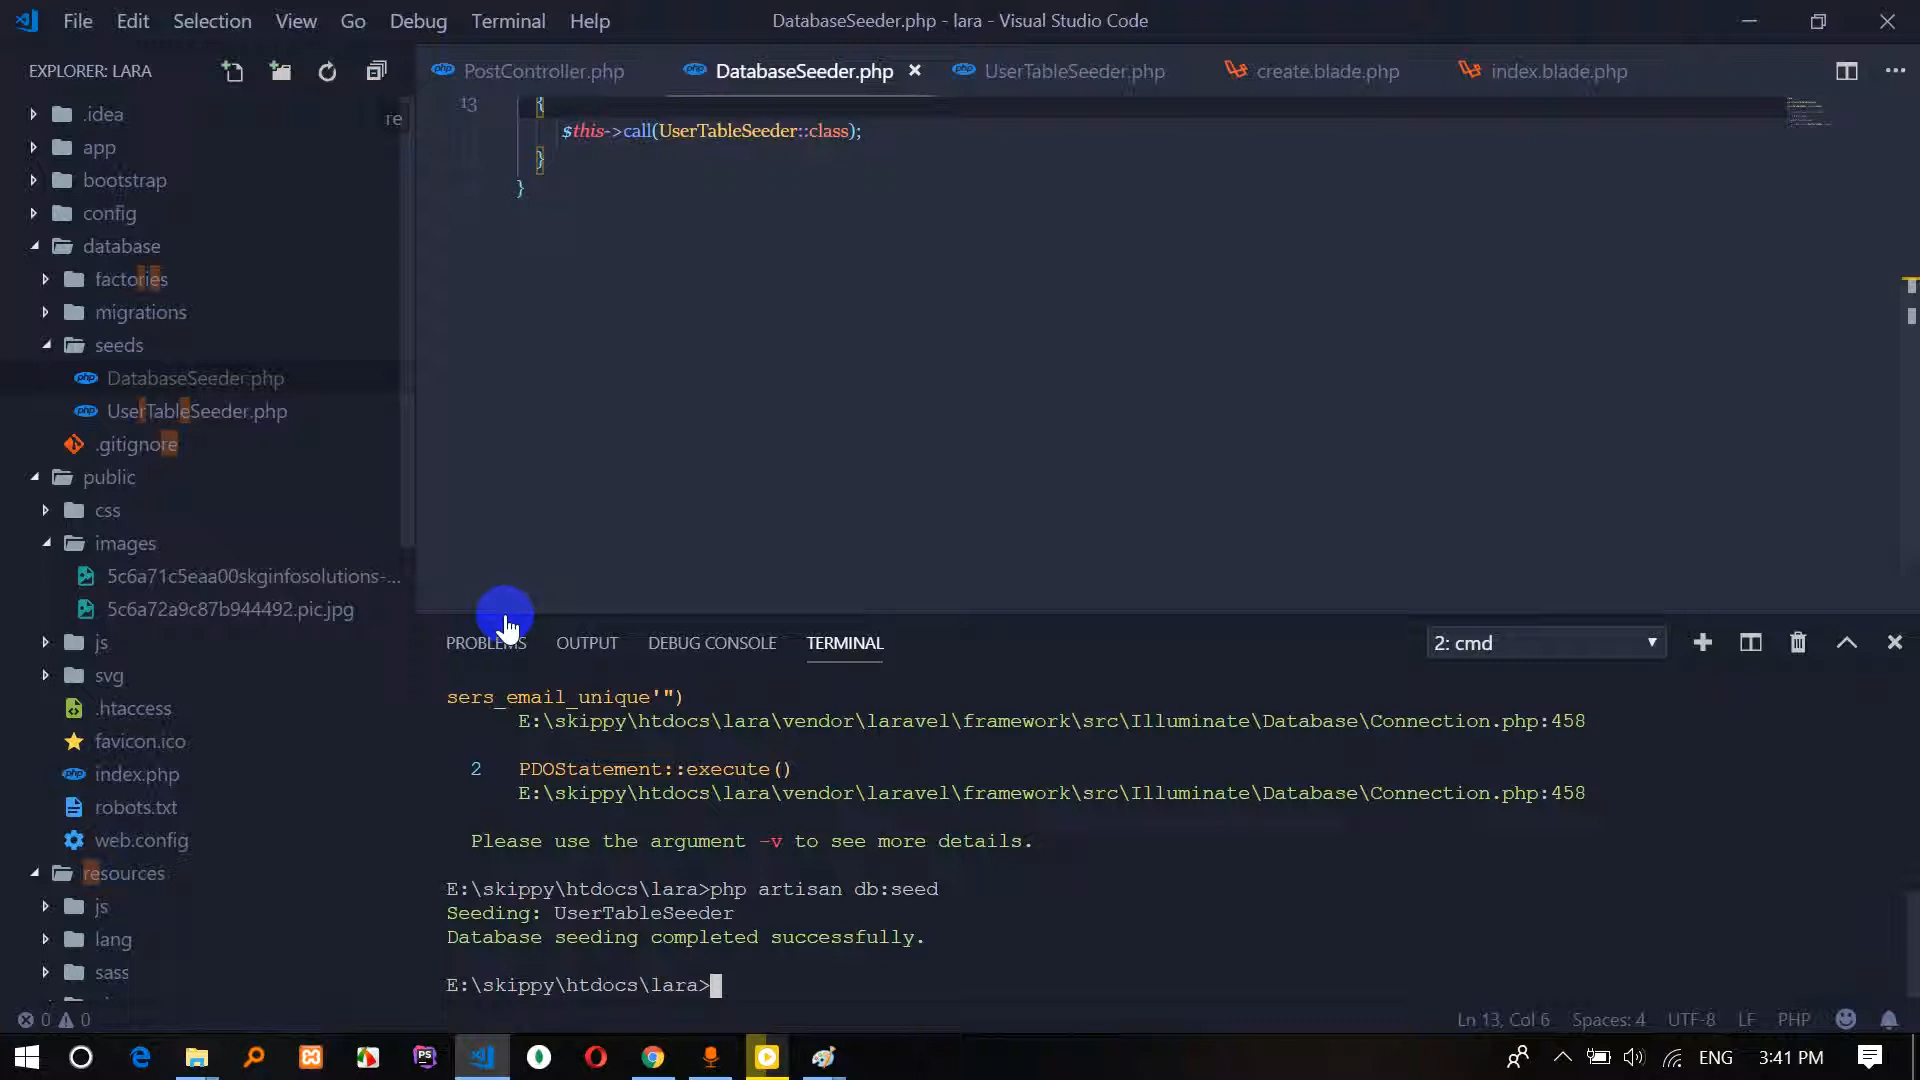 File Edit Selection View Go Debug Terminal Help
DatabaseSeeder.php - lara - Visual Studio Code
EXPLORER: LARA
PostController.php
DatabaseSeeder.php
UserTableSeeder.php
create.blade.php
index.blade.php
.idea
re
app
bootstrap
config
database
factories
migrations
seeds
DatabaseSeeder.php
UserTableSeeder.php
.gitignore
public
css
images
5c6a71c5eaa00skginfosolutions-...
5c6a72a9c87b944492.pic.jpg
js
svg
.htaccess
favicon.ico
index.php
robots.txt
web.config
resources
js
lang
sass
13 {
$this->call(UserTableSeeder::class);
}
}
PROBLEMS OUTPUT DEBUG CONSOLE TERMINAL
2: cmd
sers_email_unique'")
E:\skippy\htdocs\lara\vendor\laravel\framework\src\Illuminate\Database\Connection.php:458
2 PDOStatement::execute()
E:\skippy\htdocs\lara\vendor\laravel\framework\src\Illuminate\Database\Connection.php:458
Please use the argument -v to see more details.
E:\skippy\htdocs\lara>php artisan db:seed
Seeding: UserTableSeeder
Database seeding completed successfully.
E:\skippy\htdocs\lara>
0 0
Ln 13, Col 6 Spaces: 4 UTF-8 LF PHP
PS
ENG 3:41 PM